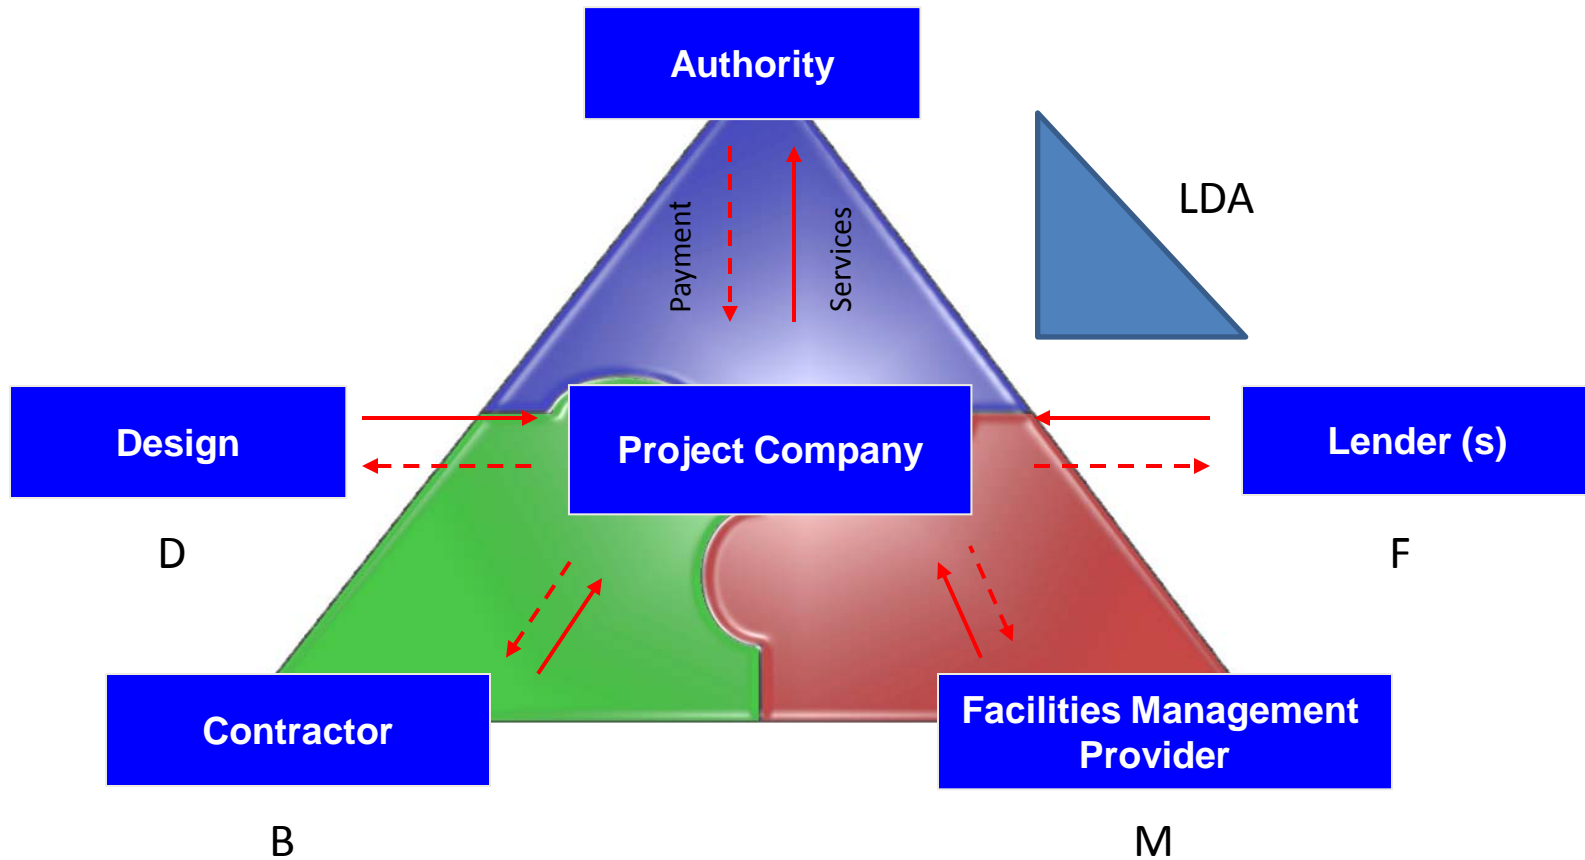 Authority
LDA
Payment
Services
Design
Project Company
Lender (s)
D
F
Contractor
Facilities Management
Provider
B
M